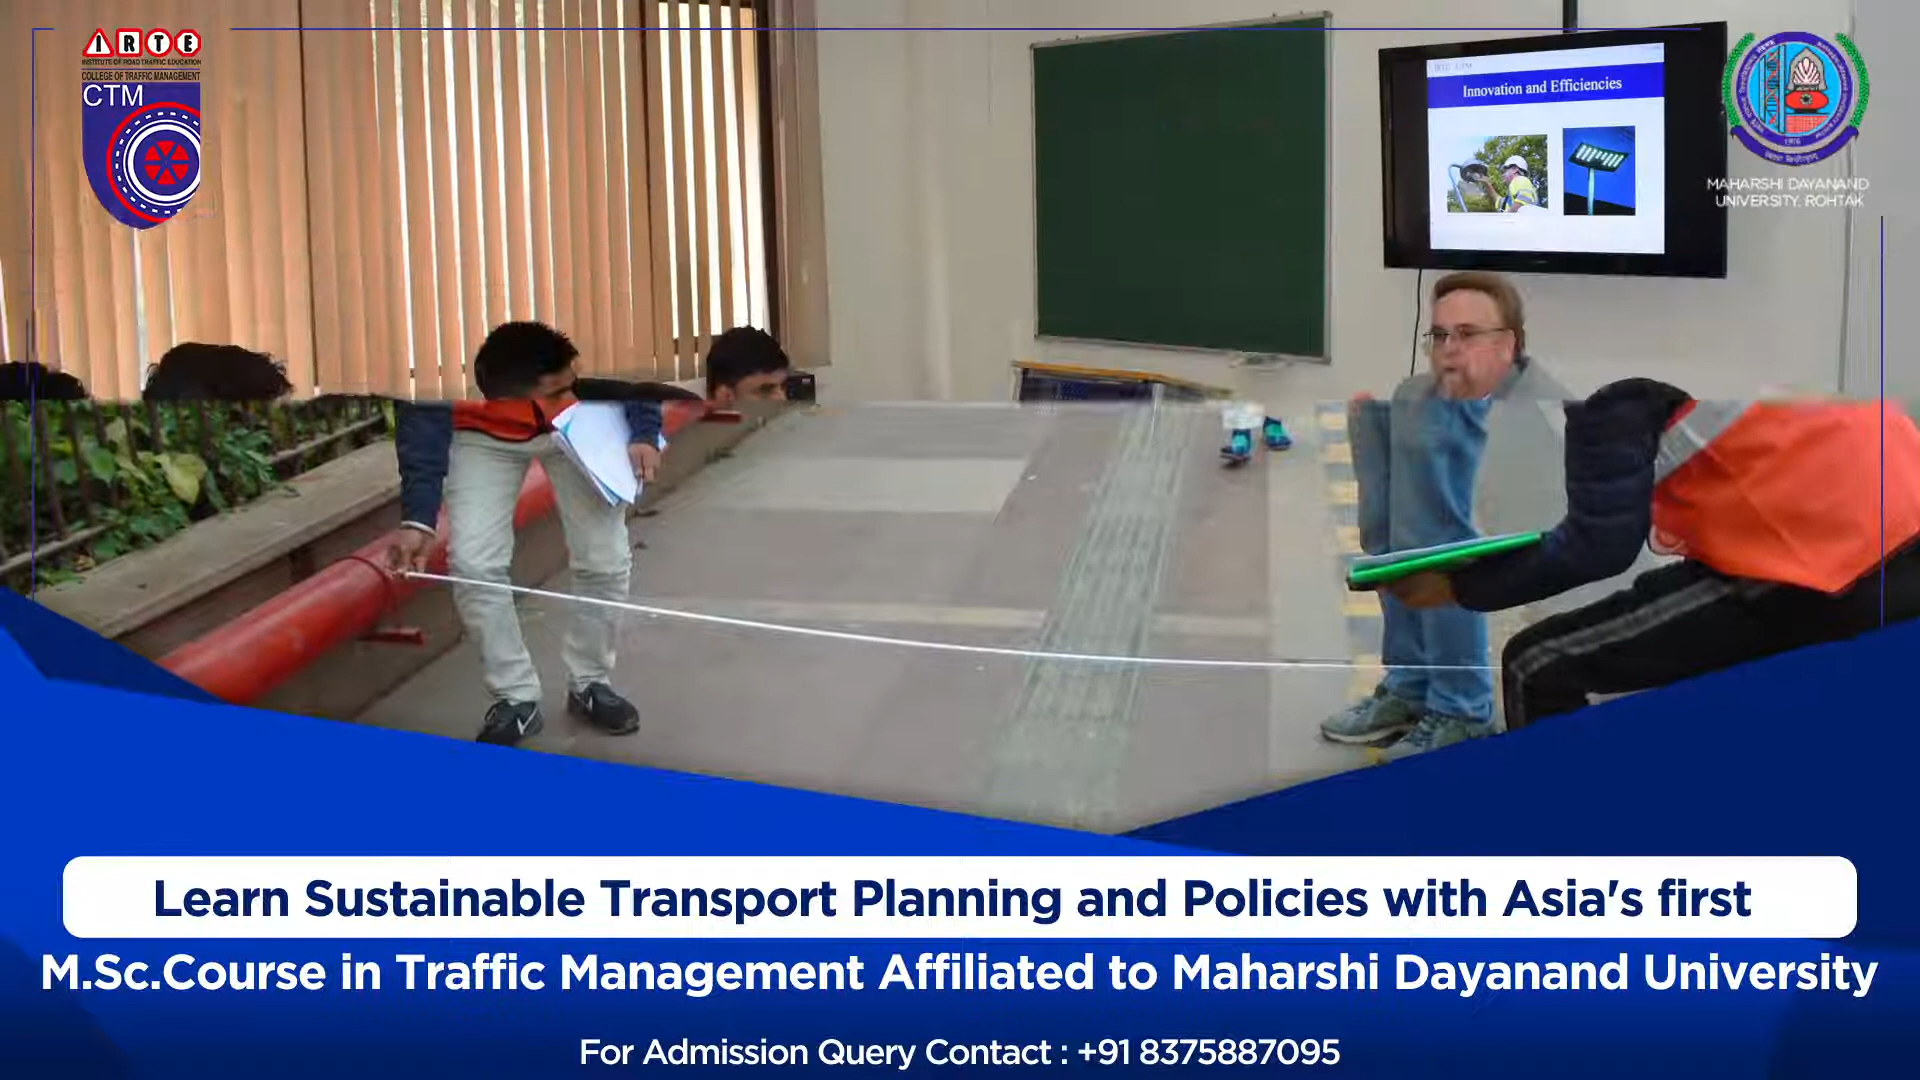 IRTE
INSTITUTE OF ROAD TRAFFIC EDUCATION
COLLEGE OF TRAFFIC MANAGEMENT
CTM
Innovation and Efficiencies
MAHARSHI DAYANAND
UNIVERSITY, ROHTAK
Learn Sustainable Transport Planning and Policies with Asia's first
M.Sc.Course in Traffic Management Affiliated to Maharshi Dayanand University
For Admission Query Contact : +91 8375887095